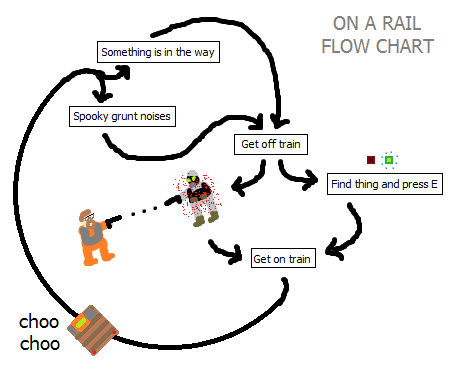 ON A RAIL
FLOW CHART
Something is in the way
Spooky grunt noises
Get off train
Find thing and press E
Get on train
choo
choo